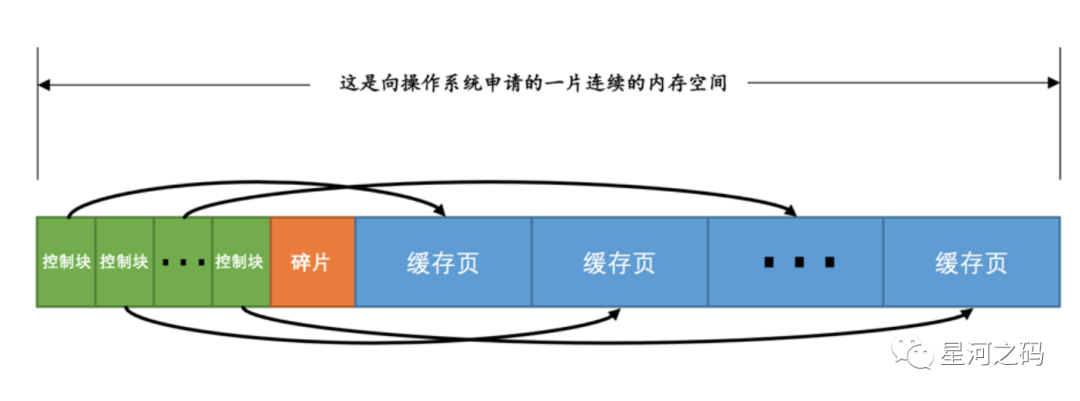 这是向操作系统申请的一片连续的内存空间
控制块 控制块 ··· 控制块 碎片 缓存页 缓存页 ··· 缓存页
星河之码